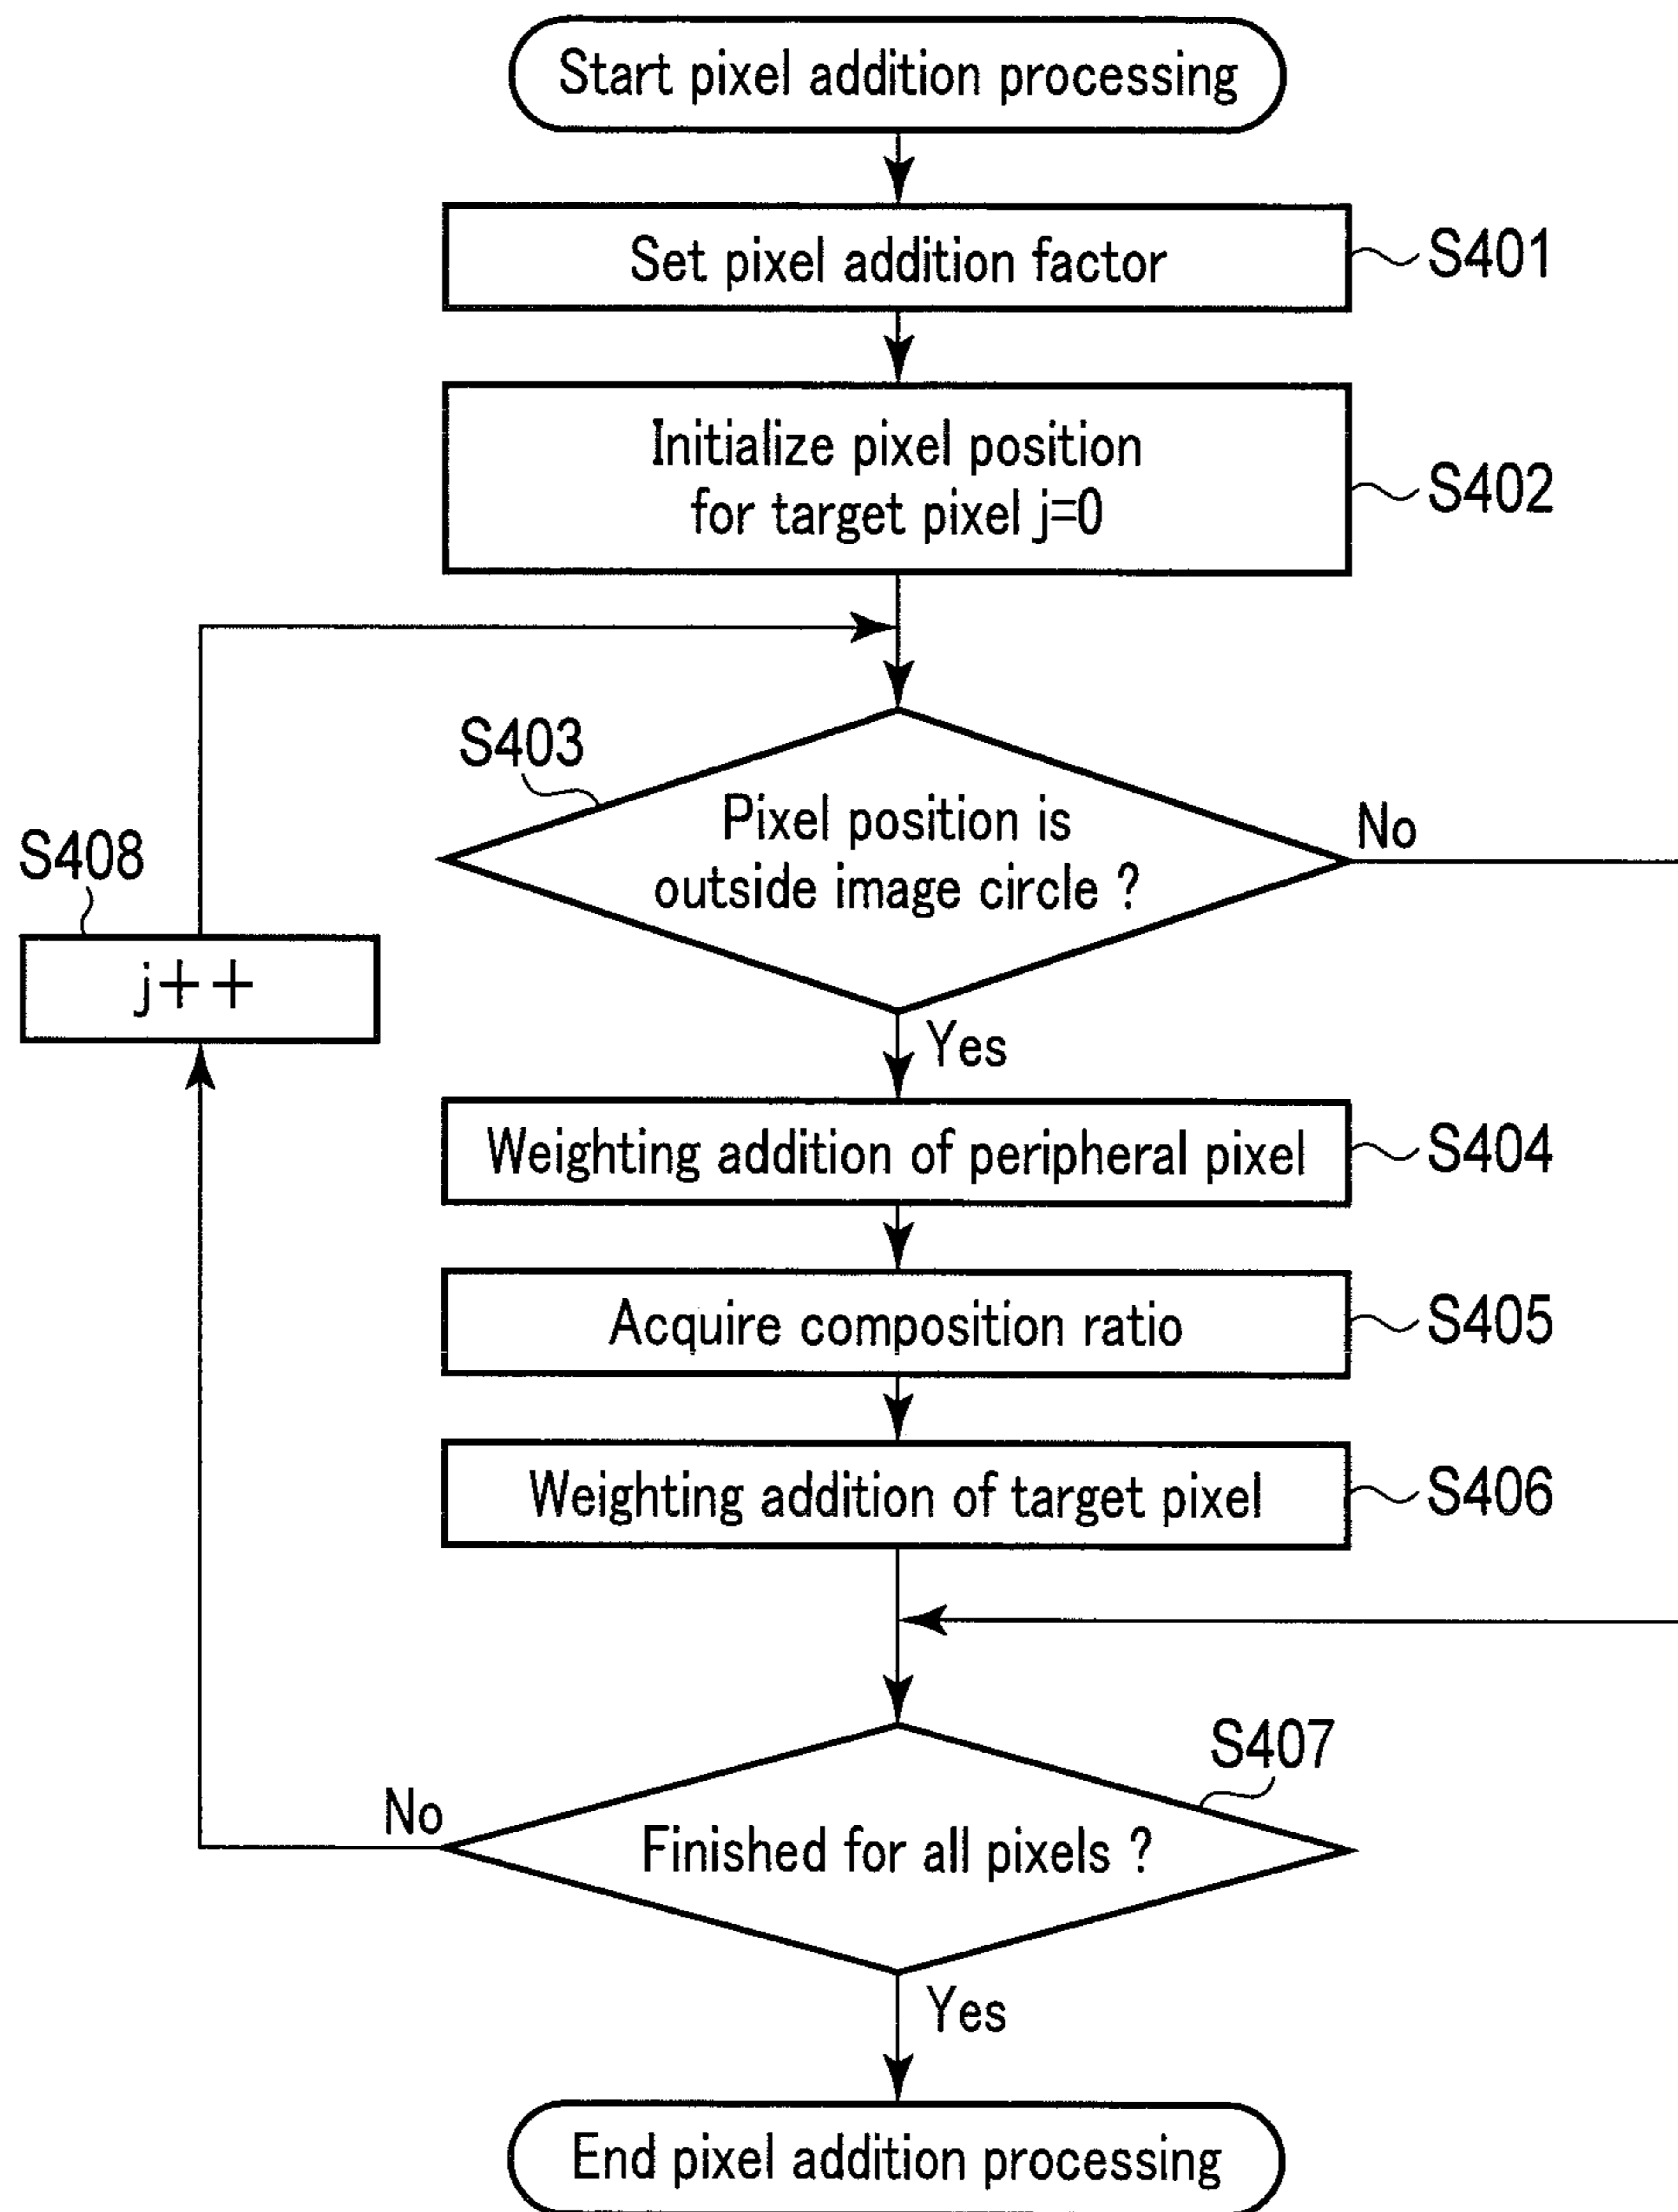 Start pixel addition processing
Set pixel addition factor
S401
Initialize pixel position
for target pixel j=0
S402
S403
Pixel position is
outside image circle ?
No
S408
j++
Yes
Weighting addition of peripheral pixel
S404
Acquire composition ratio
S405
Weighting addition of target pixel
S406
S407
No
Finished for all pixels ?
Yes
End pixel addition processing